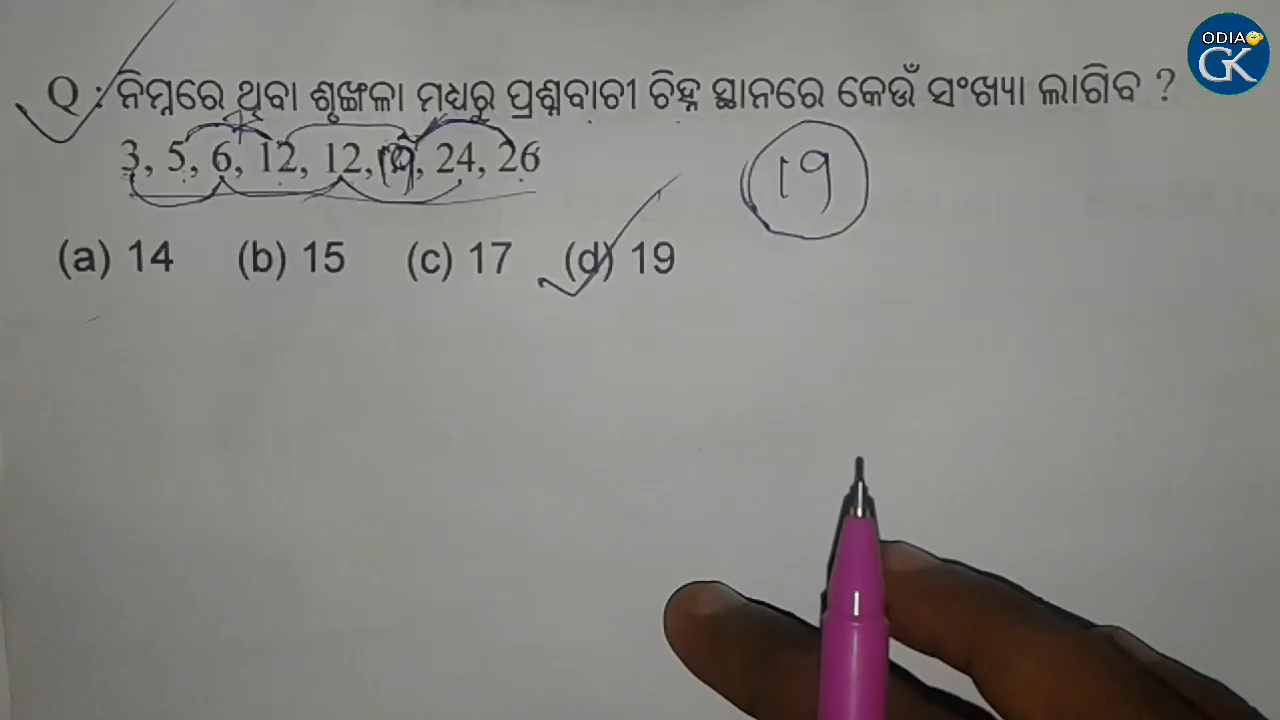 ODIA
GK
Q : ନିମ୍ନରେ ଥିବା ଶୃଙ୍ଖଳା ମଧ୍ୟରୁ ପ୍ରଶ୍ନବାଚୀ ଚିହ୍ନ ସ୍ଥାନରେ କେଉଁ ସଂଖ୍ୟା ଲାଗିବ ?
3, 5, 6, 12, 12, 19, 24, 26
19
(a) 14 (b) 15 (c) 17 (d) 19